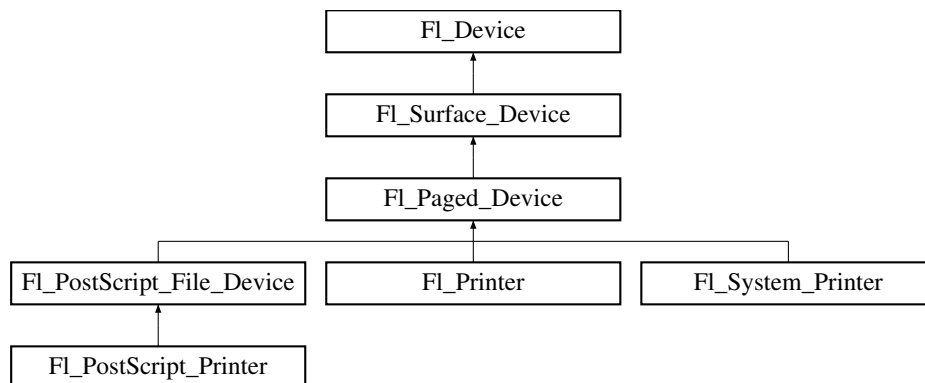 Fl_Device
Fl_Surface_Device
Fl_Paged_Device
Fl_PostScript_File_Device
Fl_Printer
Fl_System_Printer
Fl_PostScript_Printer